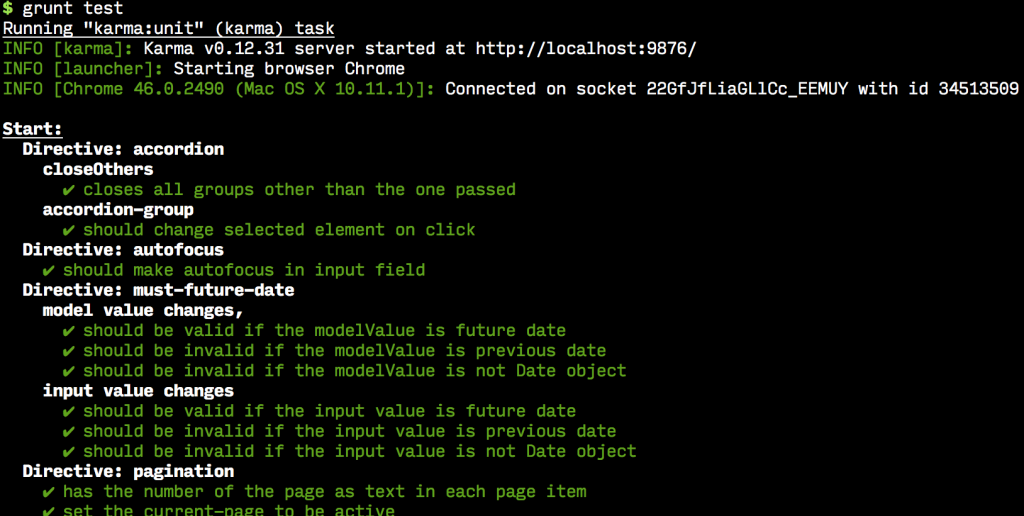 $ grunt test
Running "karma:unit" (karma) task
INFO [karma]: Karma v0.12.31 server started at http://localhost:9876/
INFO [launcher]: Starting browser Chrome
INFO [Chrome 46.0.2490 (Mac OS X 10.11.1)]: Connected on socket 22GfJfLiaGLlCc_EEMUY with id 34513509
Start:
Directive: accordion
closeOthers
✔ closes all groups other than the one passed
accordion-group
✔ should change selected element on click
Directive: autofocus
✔ should make autofocus in input field
Directive: must-future-date
model value changes,
✔ should be valid if the modelValue is future date
✔ should be invalid if the modelValue is previous date
✔ should be invalid if the modelValue is not Date object
input value changes
✔ should be valid if the input value is future date
✔ should be invalid if the input value is previous date
✔ should be invalid if the input value is not Date object
Directive: pagination
✔ has the number of the page as text in each page item
✔ set the current-page to be active